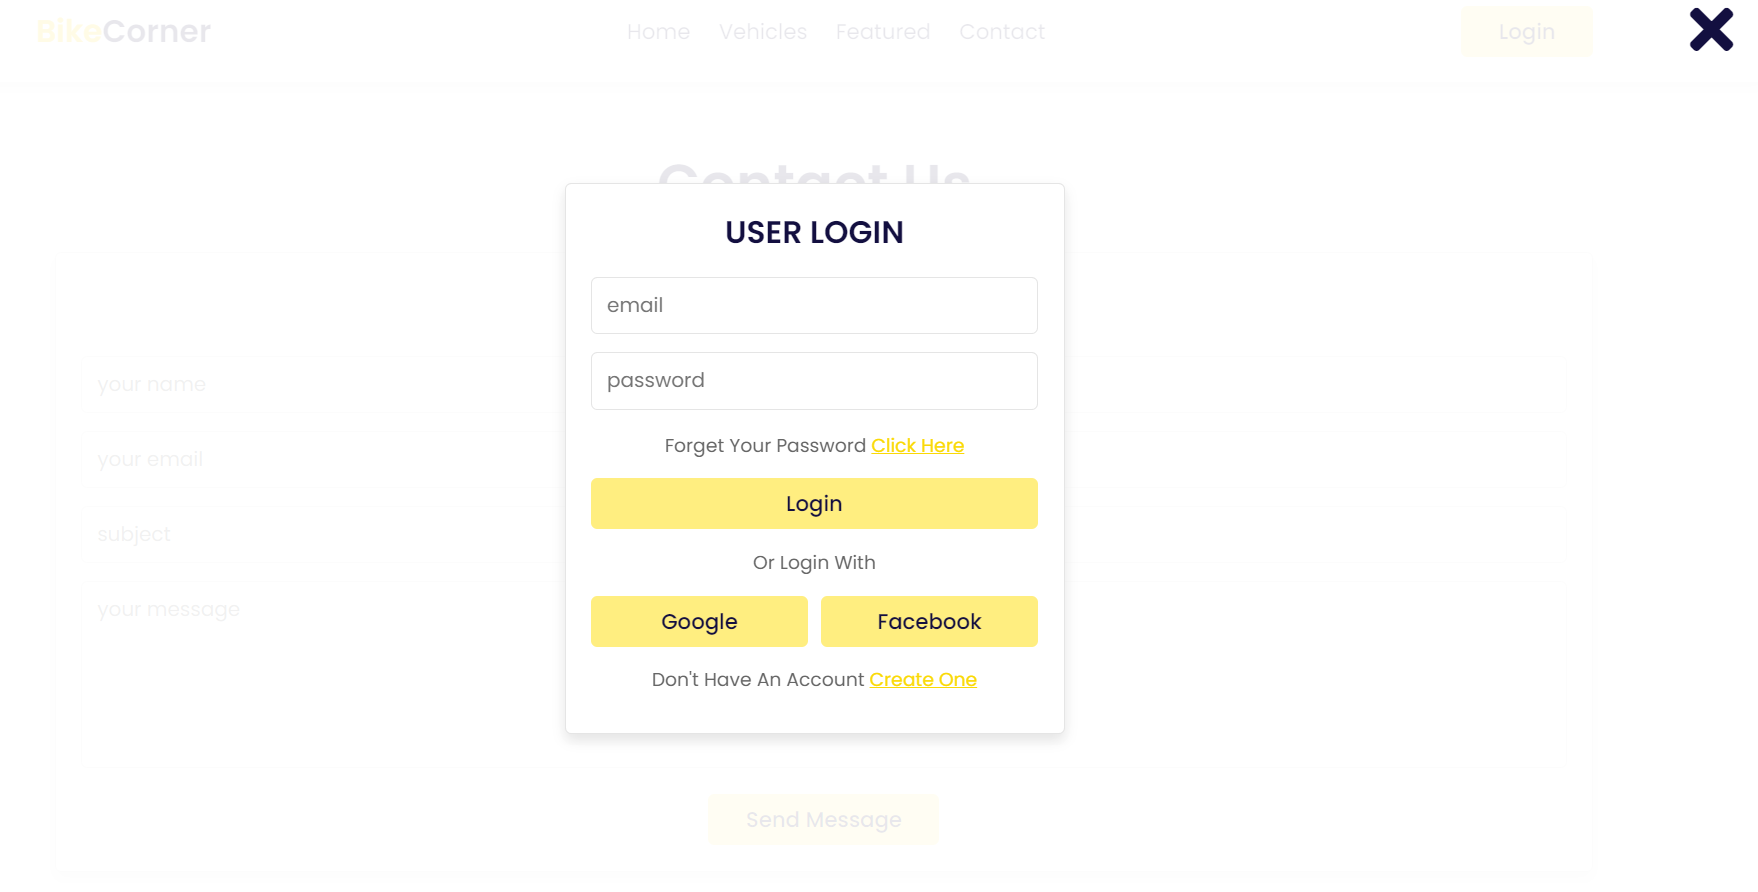 BikeCorner
Home Vehicles Featured Contact
Login
Contact Us
USER LOGIN
email
password
Forget Your Password Click Here
Login
Or Login With
Google Facebook
Don't Have An Account Create One
your name
your email
subject
your message
Send Message